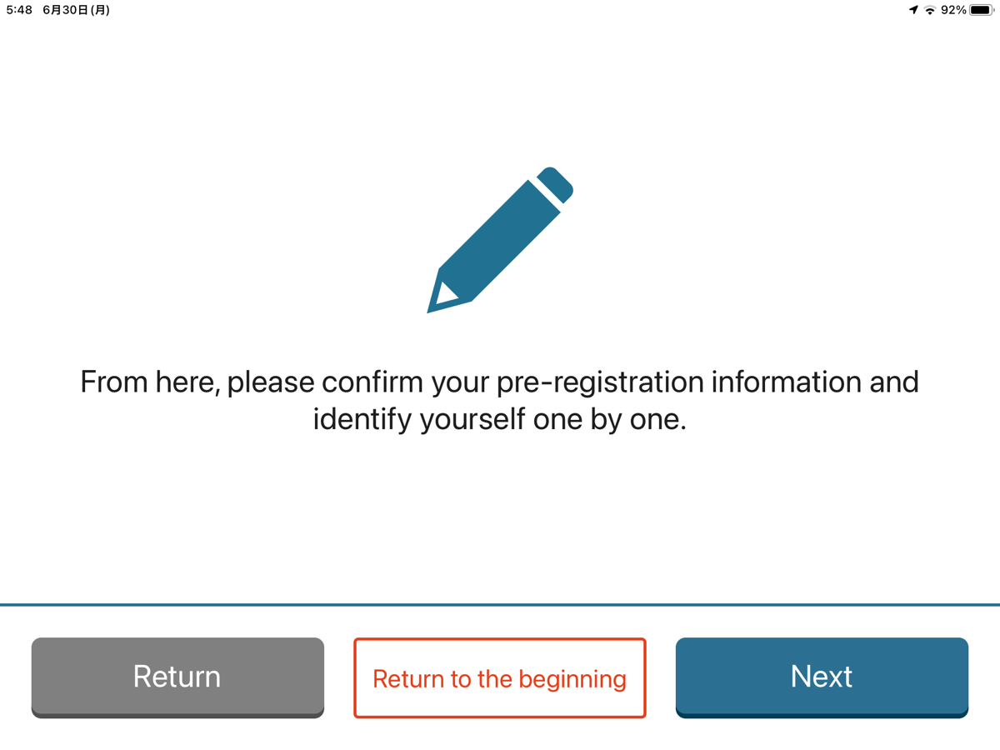 5:48 6月30日(月) 92%
From here, please confirm your pre-registration information and
identify yourself one by one.
Return Return to the beginning Next